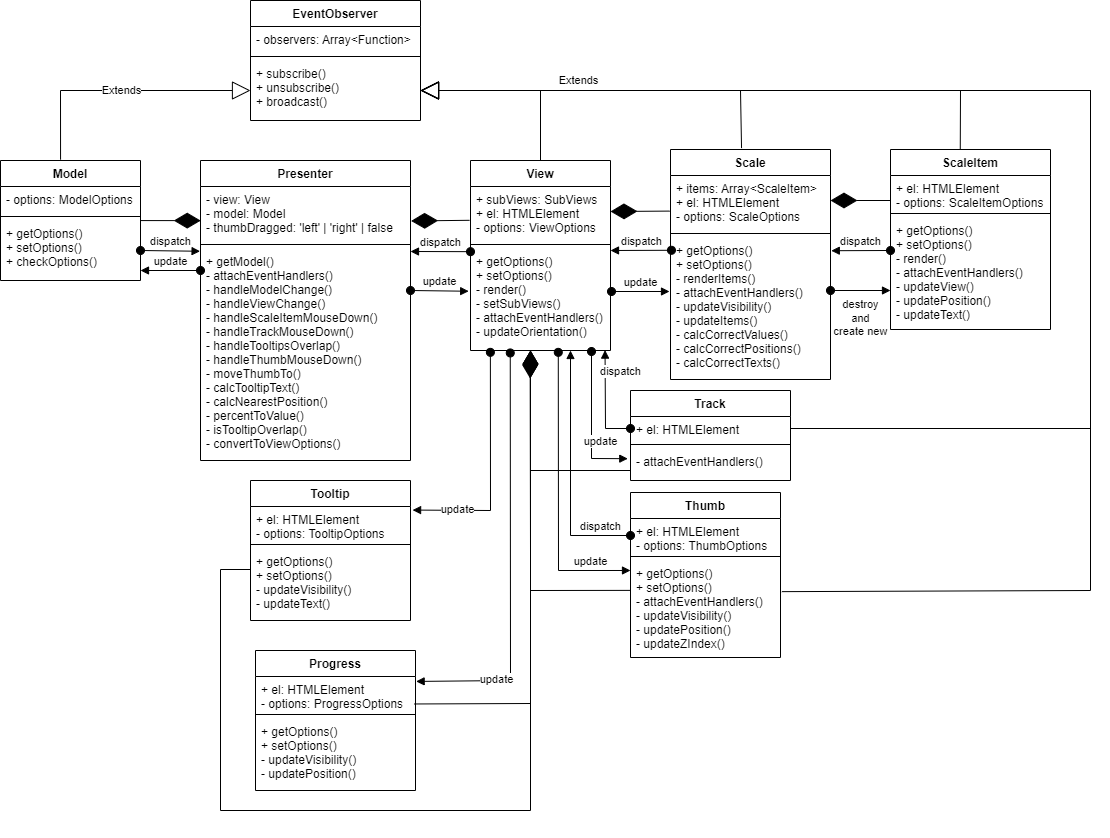 EventObserver
- observers: Array<Function>
+ subscribe()
+ unsubscribe()
+ broadcast()
Extends
Extends
Model
- options: ModelOptions
+ getOptions()
+ setOptions()
+ checkOptions()
dispatch
update
Presenter
- view: View
- model: Model
- thumbDragged: 'left' | 'right' | false
+ getModel()
- attachEventHandlers()
- handleModelChange()
- handleViewChange()
- handleScaleItemMouseDown()
- handleTrackMouseDown()
- handleTooltipsOverlap()
- handleThumbMouseDown()
- moveThumbTo()
- calcTooltipText()
- calcNearestPosition()
- percentToValue()
- isTooltipOverlap()
- convertToViewOptions()
dispatch
update
View
+ subViews: SubViews
+ el: HTMLElement
- options: ViewOptions
+ getOptions()
+ setOptions()
- render()
- setSubViews()
- attachEventHandlers()
- updateOrientation()
dispatch
update
Scale
+ items: Array<ScaleItem>
+ el: HTMLElement
- options: ScaleOptions
+ getOptions()
+ setOptions()
- renderItems()
- attachEventHandlers()
- updateVisibility()
- updateItems()
- calcCorrectValues()
- calcCorrectPositions()
- calcCorrectTexts()
dispatch
destroy
and
create new
ScaleItem
+ el: HTMLElement
- options: ScaleItemOptions
+ getOptions()
+ setOptions()
- render()
- attachEventHandlers()
- updateView()
- updatePosition()
- updateText()
dispatch
update
Track
+ el: HTMLElement
- attachEventHandlers()
dispatch
update
Thumb
+ el: HTMLElement
- options: ThumbOptions
+ getOptions()
+ setOptions()
- attachEventHandlers()
- updateVisibility()
- updatePosition()
- updateZIndex()
Tooltip
+ el: HTMLElement
- options: TooltipOptions
+ getOptions()
+ setOptions()
- updateVisibility()
- updateText()
update
Progress
+ el: HTMLElement
- options: ProgressOptions
+ getOptions()
+ setOptions()
- updateVisibility()
- updatePosition()
update